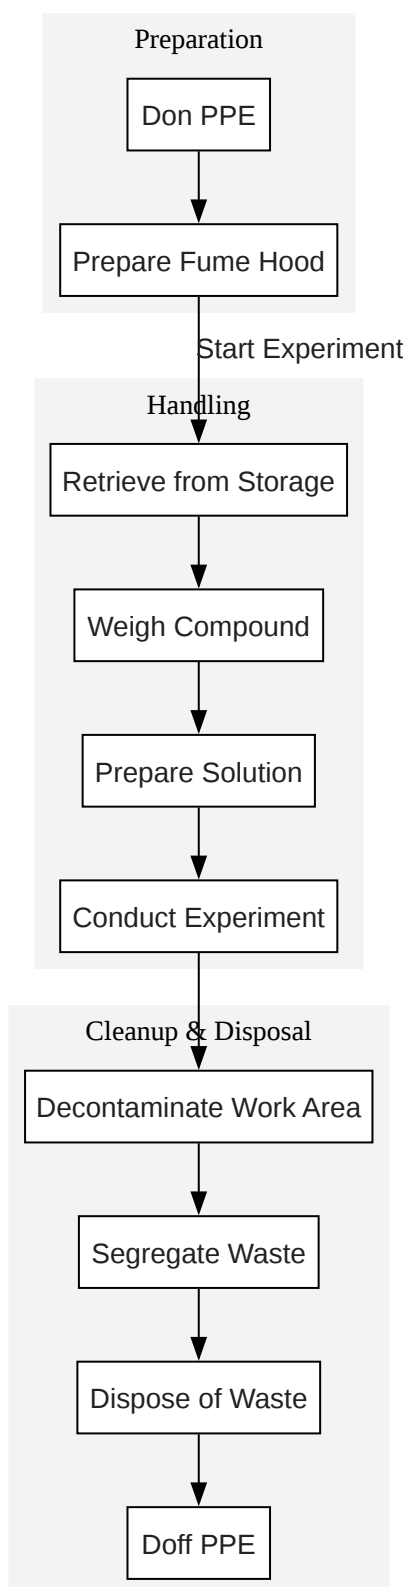 Preparation
Don PPE
Prepare Fume Hood
Start Experiment
Handling
Retrieve from Storage
Weigh Compound
Prepare Solution
Conduct Experiment
Cleanup & Disposal
Decontaminate Work Area
Segregate Waste
Dispose of Waste
Doff PPE